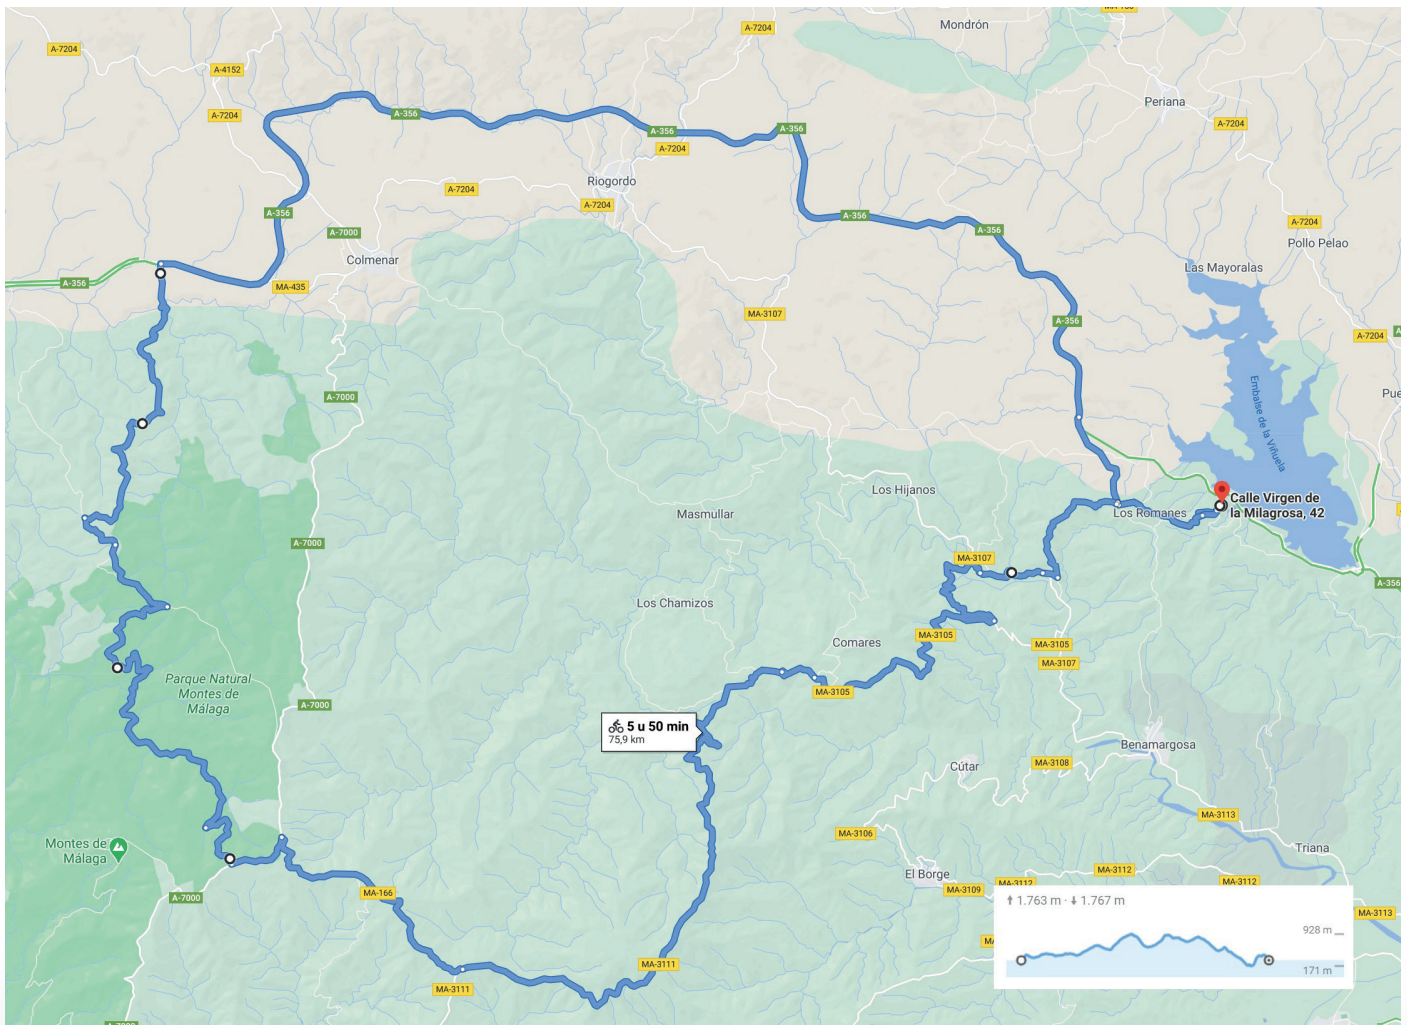 Mondrón
A-7204
A-7204
A-4152
Periana
A-7204
A-356
A-7204
A-356
A-356
A-7204
Riogordo
A-7204
A-7204
A-356
A-356
A-7204
A-356
A-7000
Pollo Pelao
Colmenar
Las Mayoralas
A-356
MA-435
MA-3107
A-356
A-7204
A-7000
Embalse de la Viñuela
Los Hijanos
Calle Virgen de
la Milagrosa, 42
Los Romanes
Masmullar
A-7000
MA-3107
A-356
Los Chamizos
MA-3105
Comares
MA-3105
MA-3107
Parque Natural
Montes de
Málaga
MA-3105
A-7000
5 u 50 min
75,9 km
Benamargosa
Cútar
MA-3108
MA-3113
MA-3106
Montes de
Málaga
Triana
El Borge
MA-3112
MA-3112
MA-3112
MA-3109
MA-166
A-7000
1.763 m · 1.767 m
MA-3113
928 m
171 m
MA-3111
MA-3111